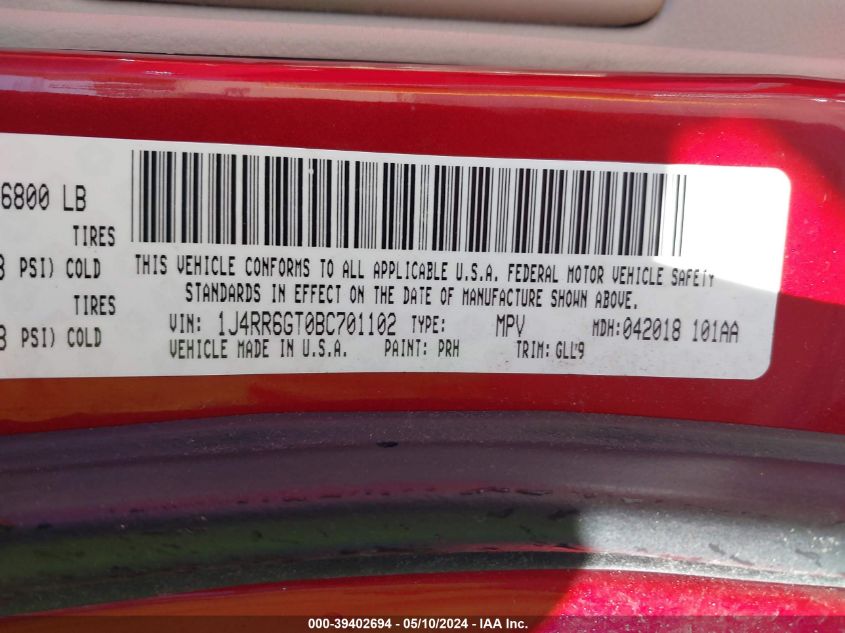 6800 LB
TIRES
PSI) COLD
TIRES
PSI) COLD
THIS VEHICLE CONFORMS TO ALL APPLICABLE U.S.A. FEDERAL MOTOR VEHICLE SAFETY
STANDARDS IN EFFECT ON THE DATE OF MANUFACTURE SHOWN ABOVE.
VIN: 1J4RR6GT0BC701102 TYPE: MPV MDH:042018 101AA
VEHICLE MADE IN U.S.A. PAINT: PRH TRIM: GLL9
000-39402694 - 05/10/2024 - IAA Inc.